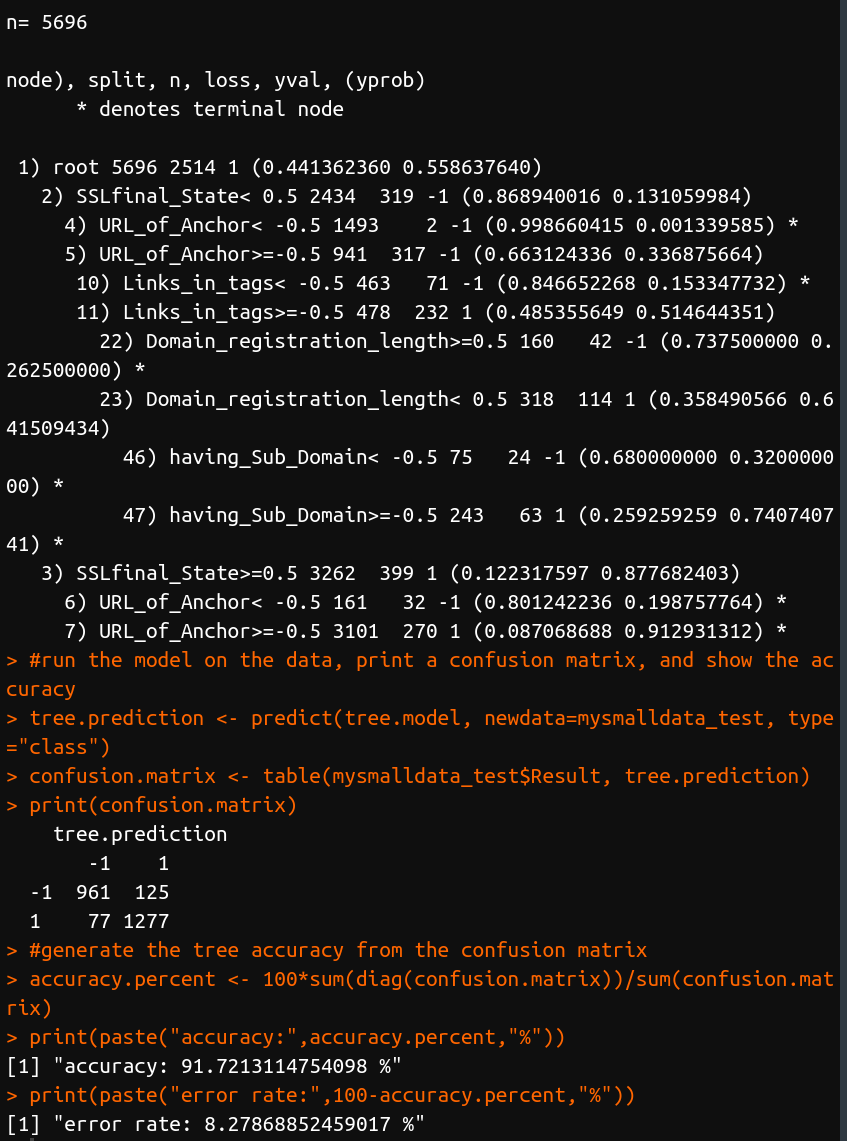 n= 5696
node), split, n, loss, yval, (yprob)
      * denotes terminal node
 1) root 5696 2514 1 (0.441362360 0.558637640)
   2) SSLfinal_State< 0.5 2434  319 -1 (0.868940016 0.131059984)
     4) URL_of_Anchor< -0.5 1493    2 -1 (0.998660415 0.001339585) *
     5) URL_of_Anchor>=-0.5 941  317 -1 (0.663124336 0.336875664)
      10) Links_in_tags< -0.5 463   71 -1 (0.846652268 0.153347732) *
      11) Links_in_tags>=-0.5 478  232 1 (0.485355649 0.514644351)
        22) Domain_registration_length>=0.5 160   42 -1 (0.737500000 0.
262500000) *
        23) Domain_registration_length< 0.5 318  114 1 (0.358490566 0.6
41509434)
          46) having_Sub_Domain< -0.5 75   24 -1 (0.680000000 0.3200000
00) *
          47) having_Sub_Domain>=-0.5 243   63 1 (0.259259259 0.7407407
41) *
   3) SSLfinal_State>=0.5 3262  399 1 (0.122317597 0.877682403)
     6) URL_of_Anchor< -0.5 161   32 -1 (0.801242236 0.198757764) *
     7) URL_of_Anchor>=-0.5 3101  270 1 (0.087068688 0.912931312) *
> #run the model on the data, print a confusion matrix, and show the ac
curacy
> tree.prediction <- predict(tree.model, newdata=mysmalldata_test, type
="class")
> confusion.matrix <- table(mysmalldata_test$Result, tree.prediction)
> print(confusion.matrix)
    tree.prediction
       -1    1
  -1  961  125
  1    77 1277
> #generate the tree accuracy from the confusion matrix
> accuracy.percent <- 100*sum(diag(confusion.matrix))/sum(confusion.mat
rix)
> print(paste("accuracy:",accuracy.percent,"%"))
[1] "accuracy: 91.7213114754098 %"
> print(paste("error rate:",100-accuracy.percent,"%"))
[1] "error rate: 8.27868852459017 %"